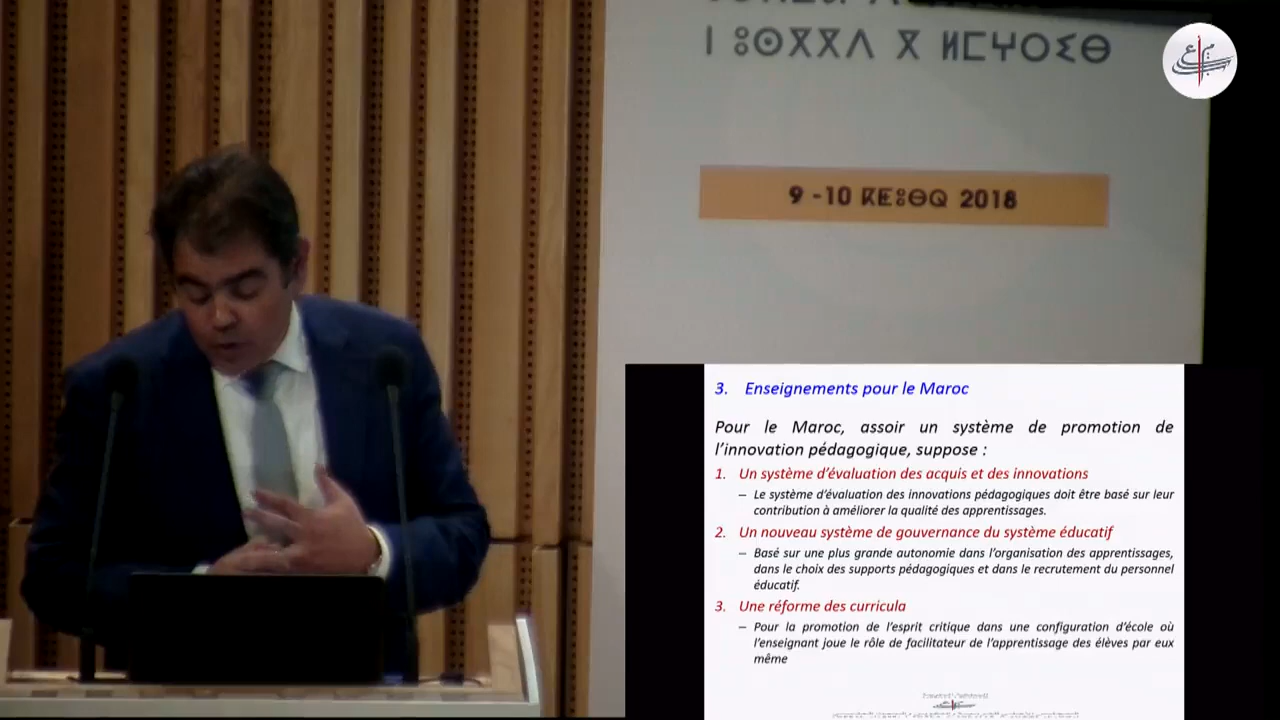 ⵏ ⵓⵙⴳⴳⵯⴷ ⴳ ⵍⵎⵖⵔⵉⴱ
9 -10 ⴽⵟⵓⴱⵕ 2018
3. Enseignements pour le Maroc
Pour le Maroc, assoir un système de promotion de
l’innovation pédagogique, suppose :
1. Un système d’évaluation des acquis et des innovations
– Le système d’évaluation des innovations pédagogiques doit être basé sur leur
contribution à améliorer la qualité des apprentissages.
2. Un nouveau système de gouvernance du système éducatif
– Basé sur une plus grande autonomie dans l’organisation des apprentissages,
dans le choix des supports pédagogiques et dans le recrutement du personnel
éducatif.
3. Une réforme des curricula
– Pour la promotion de l’esprit critique dans une configuration d’école où
l’enseignant joue le rôle de facilitateur de l’apprentissage des élèves par eux
même